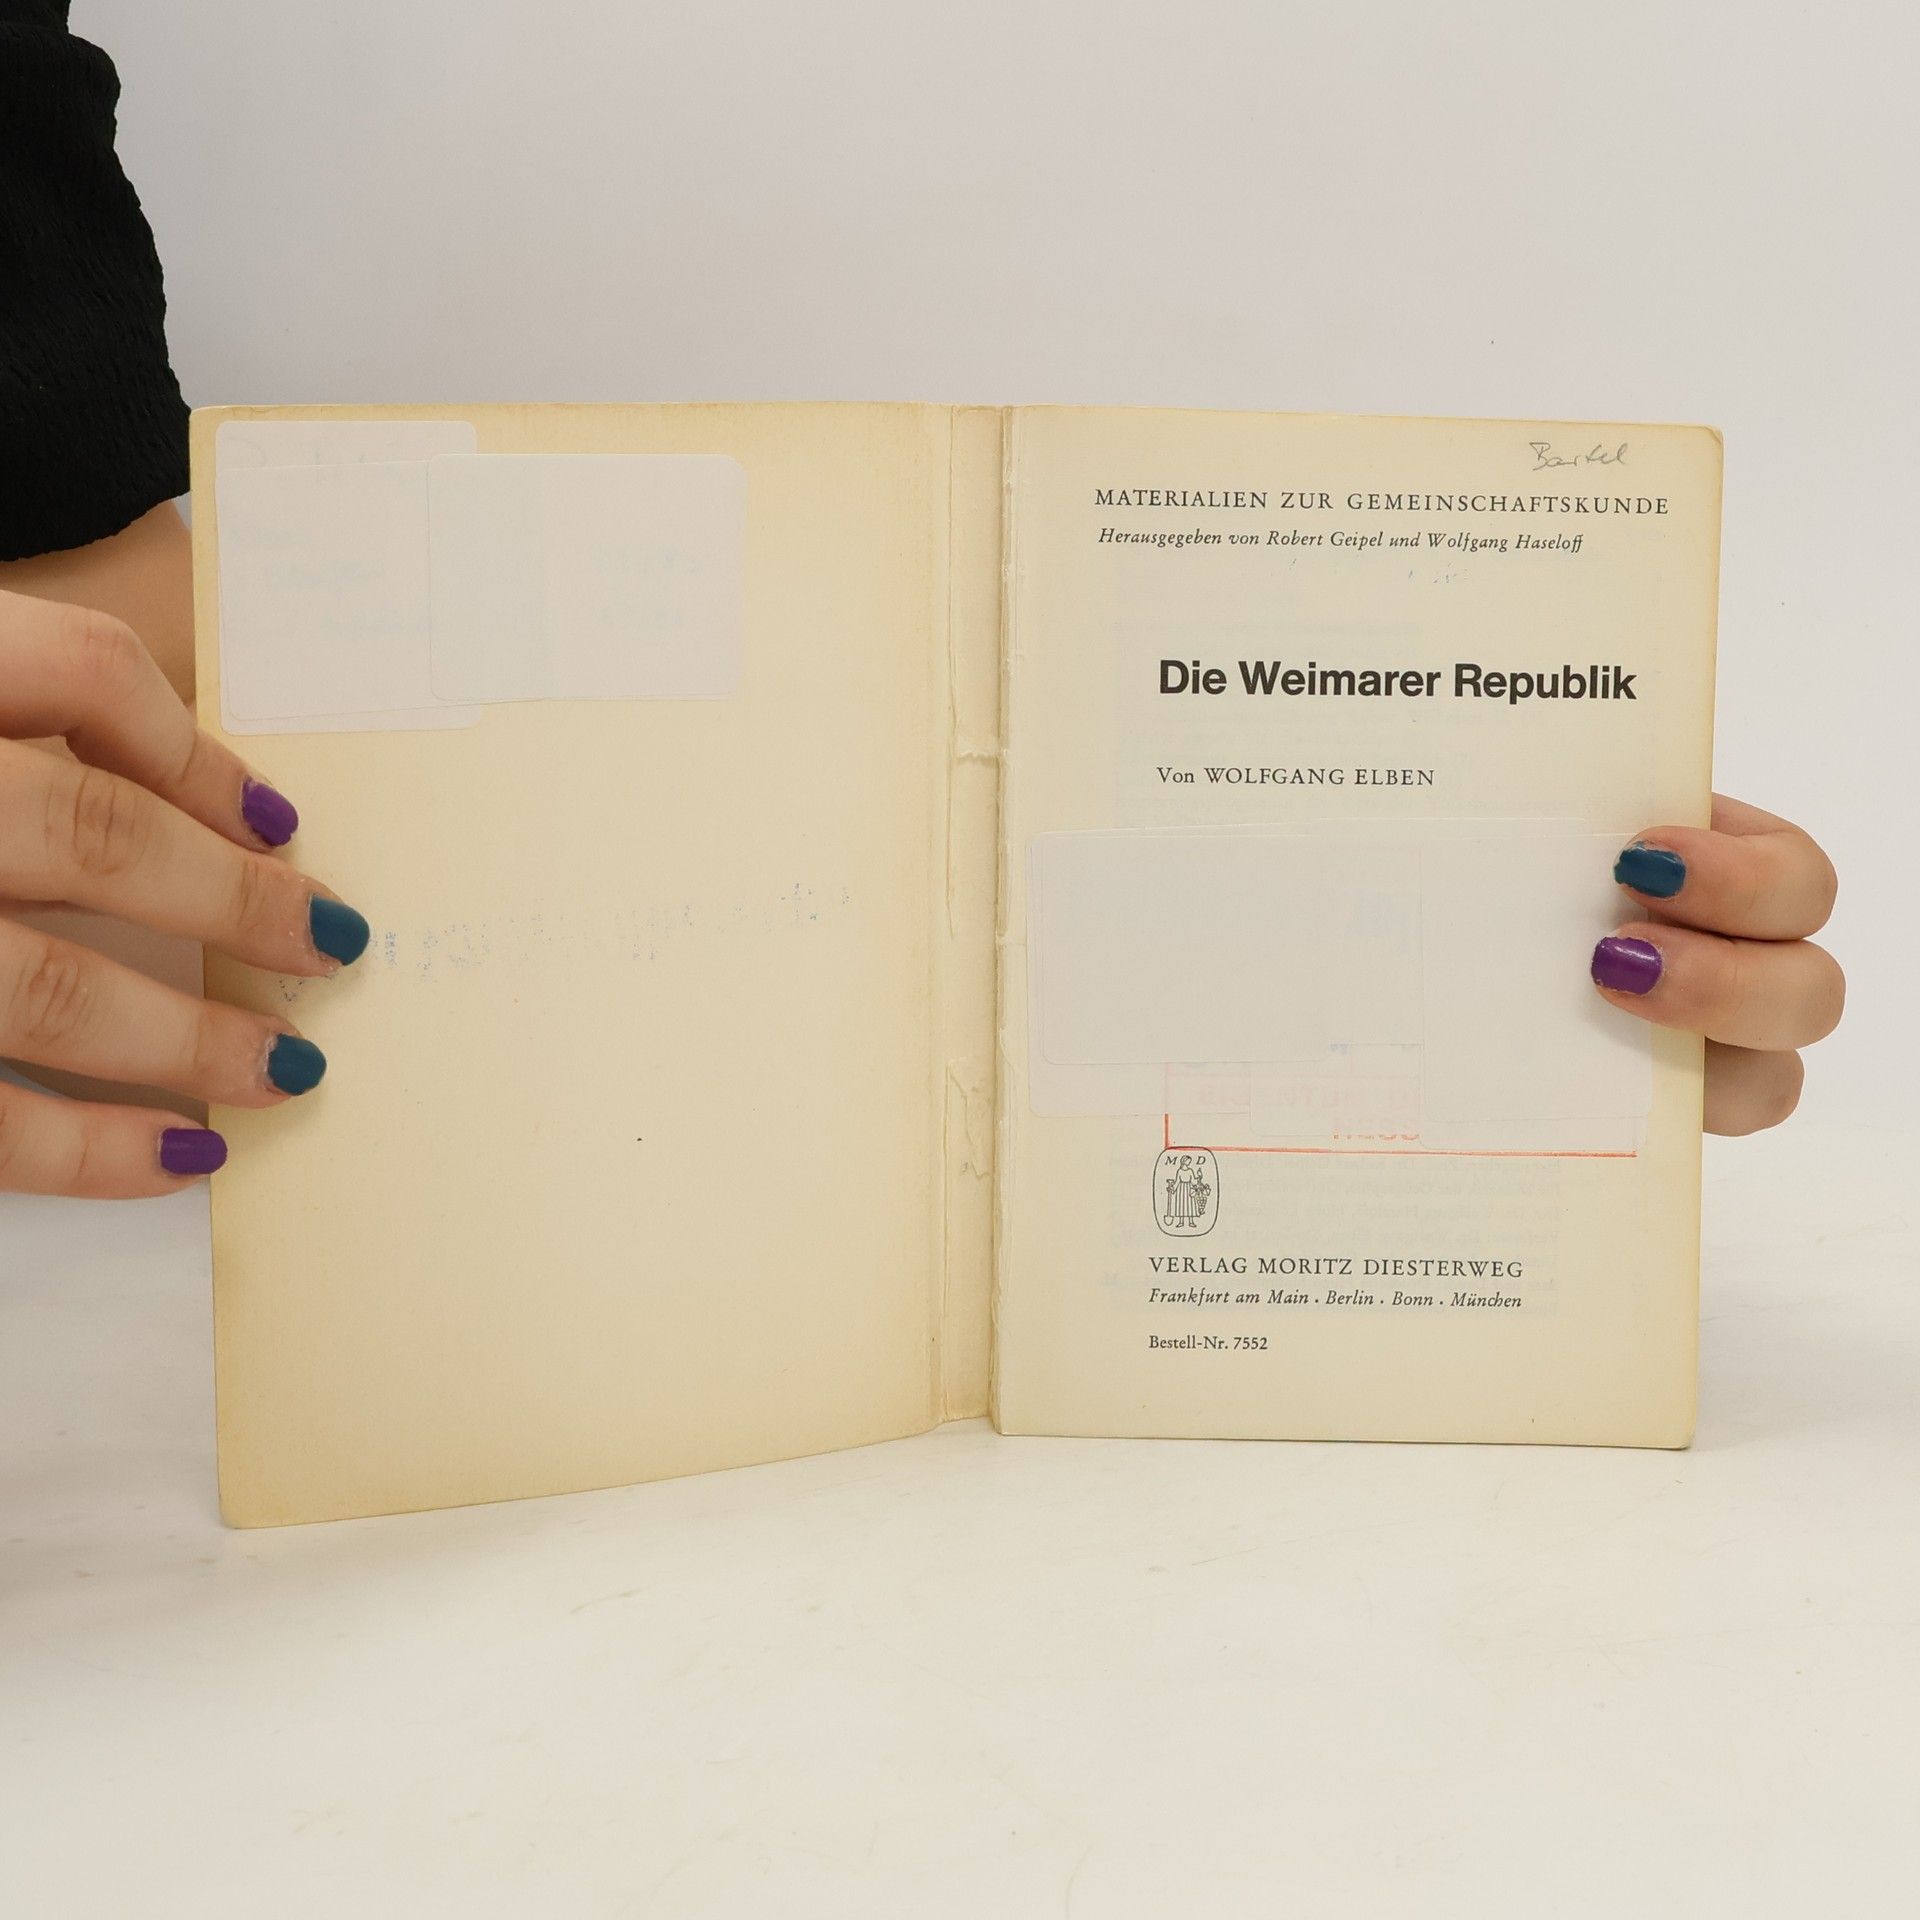 Bartel
MATERIALIEN ZUR GEMEINSCHAFTSKUNDE
Herausgegeben von Robert Geipel und Wolfgang Haseloff
Die Weimarer Republik
Von WOLFGANG ELBEN
M D
VERLAG MORITZ DIESTERWEG
Frankfurt am Main . Berlin . Bonn . München
Bestell-Nr. 7552